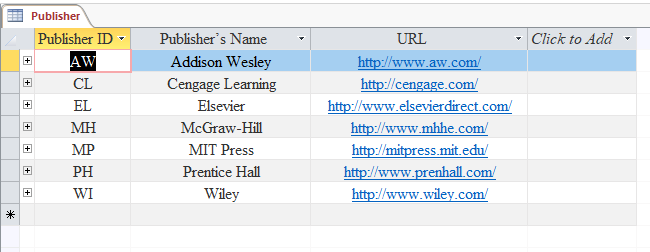 Publisher
Publisher ID Publisher's Name URL Click to Add
AW Addison Wesley http://www.aw.com/
CL Cengage Learning http://cengage.com/
EL Elsevier http://www.elsevierdirect.com/
MH McGraw-Hill http://www.mhhe.com/
MP MIT Press http://mitpress.mit.edu/
PH Prentice Hall http://www.prenhall.com/
WI Wiley http://www.wiley.com/